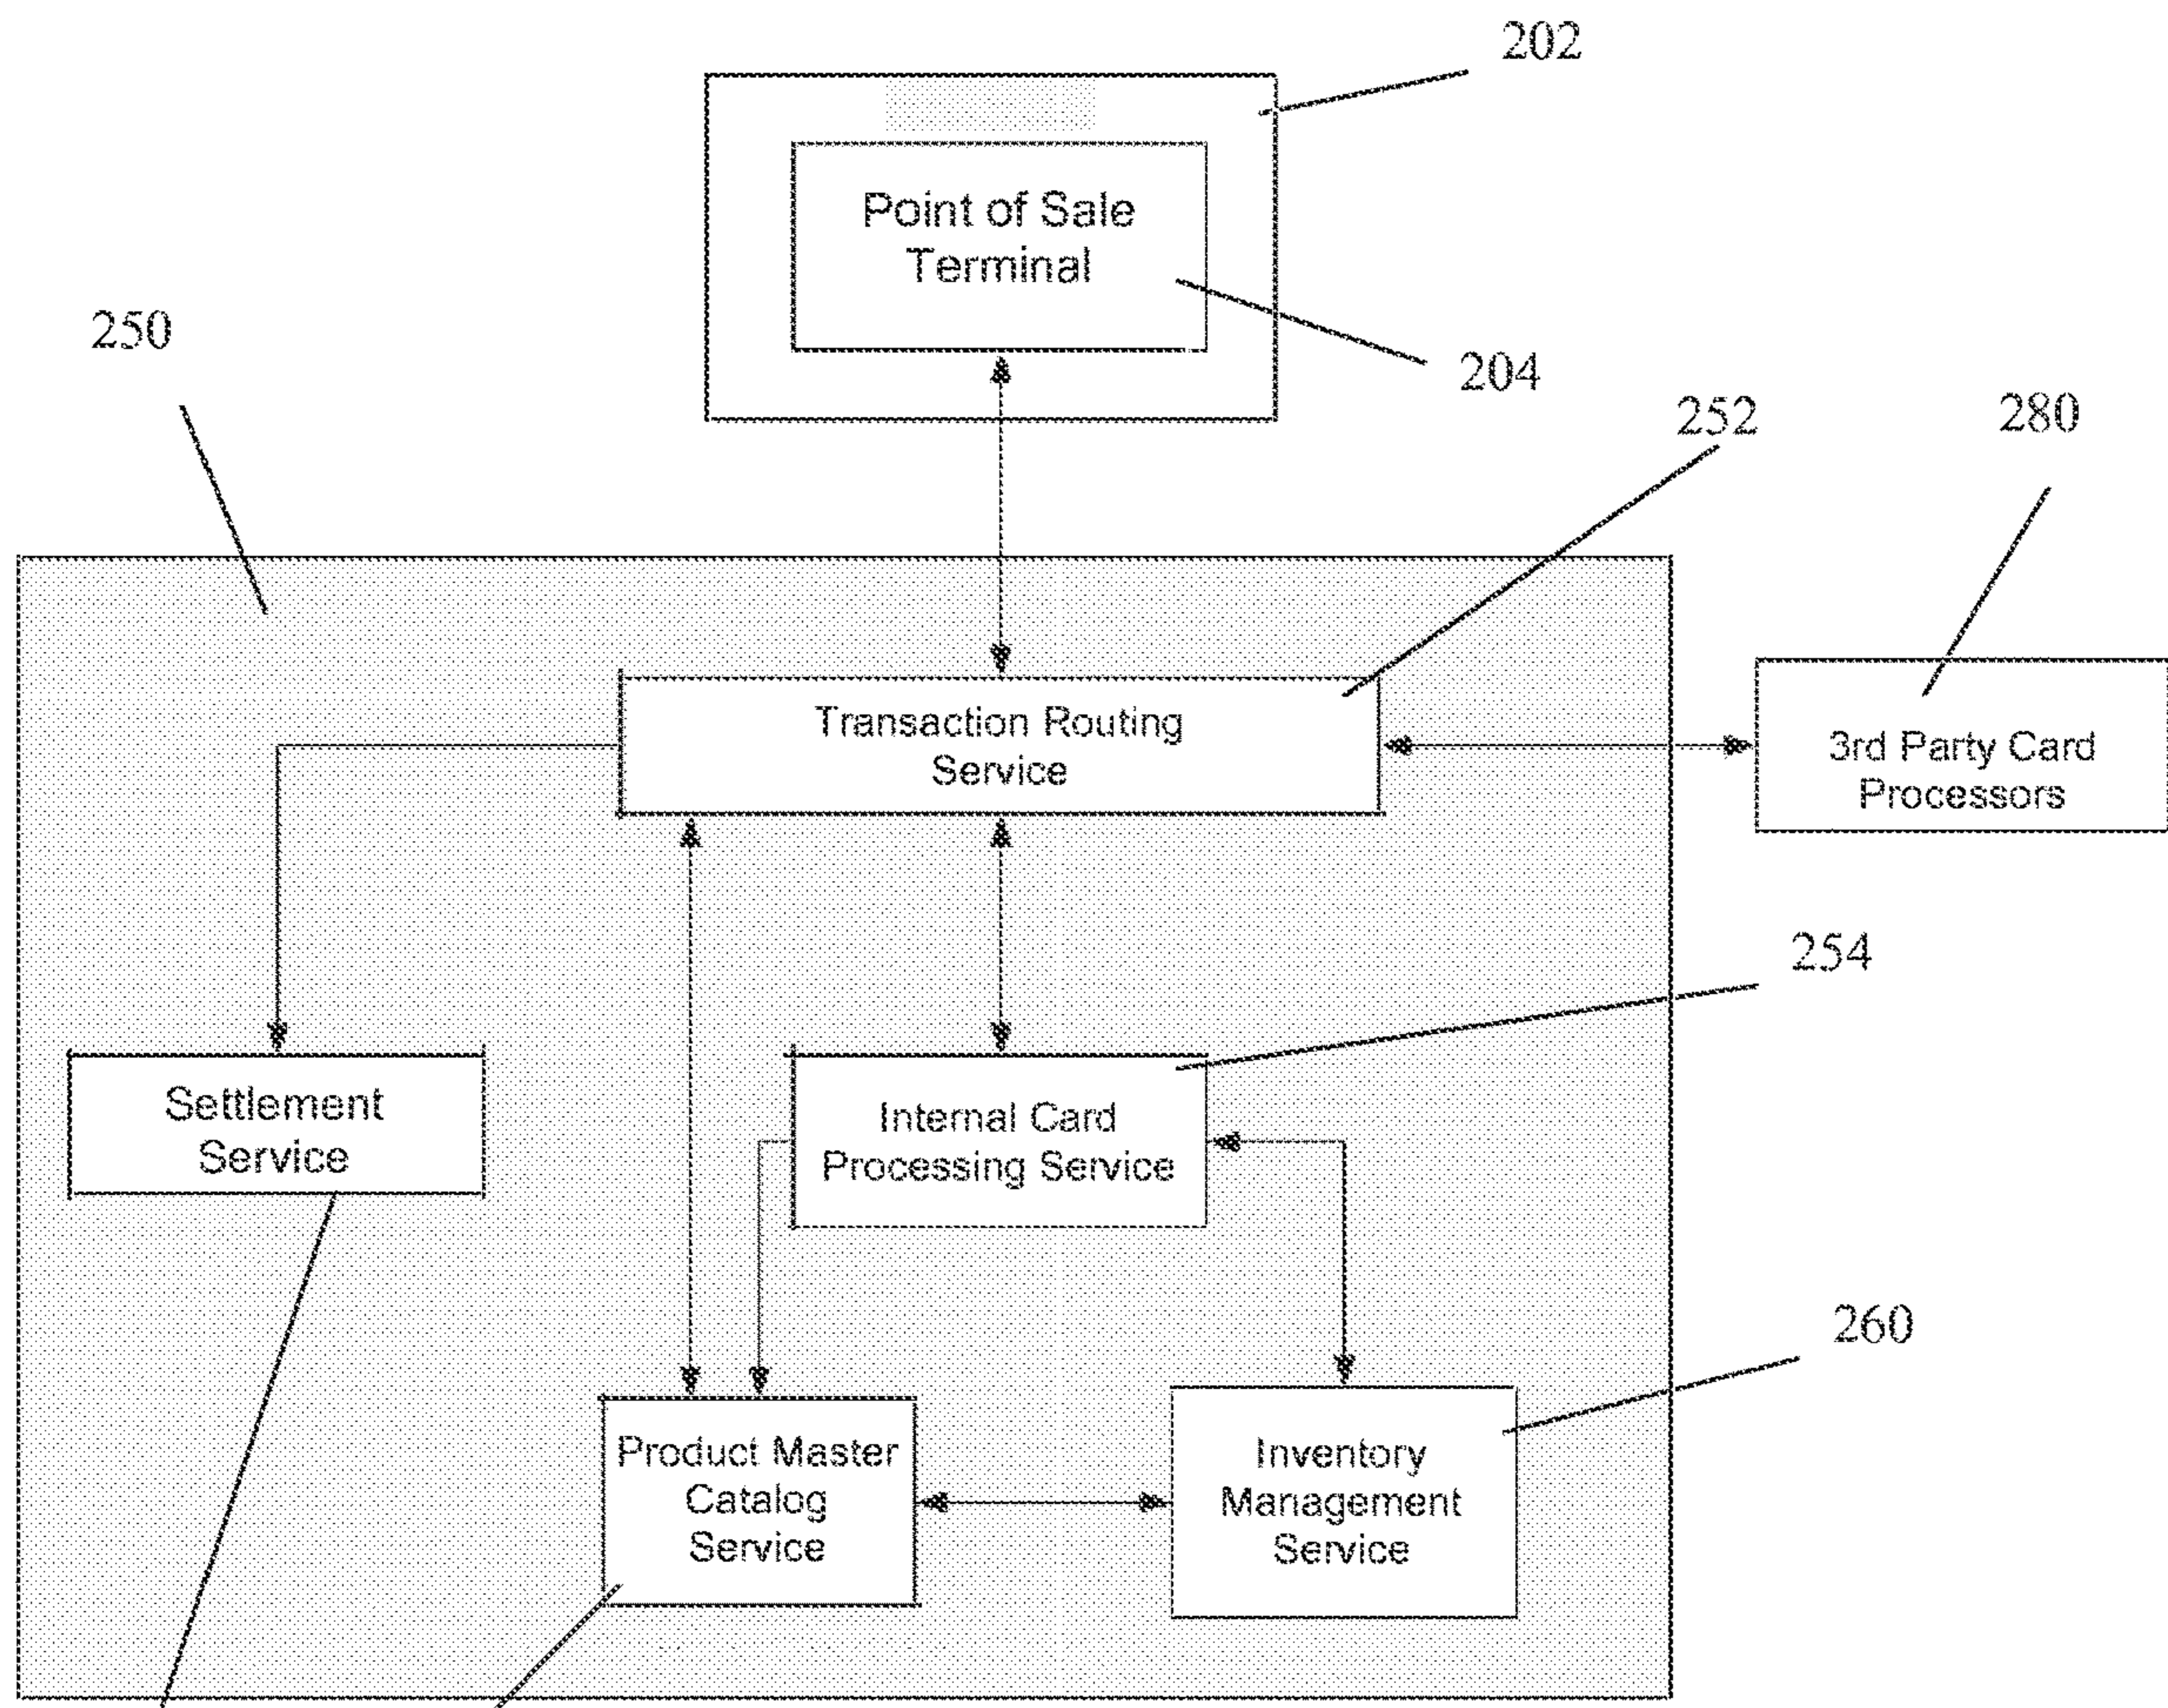 202
Point of Sale
Terminal
204
250
252
280
Transaction Routing
Service
3rd Party Card
Processors
254
Settlement
Service
Internal Card
Processing Service
260
Product Master
Catalog
Service
Inventory
Management
Service